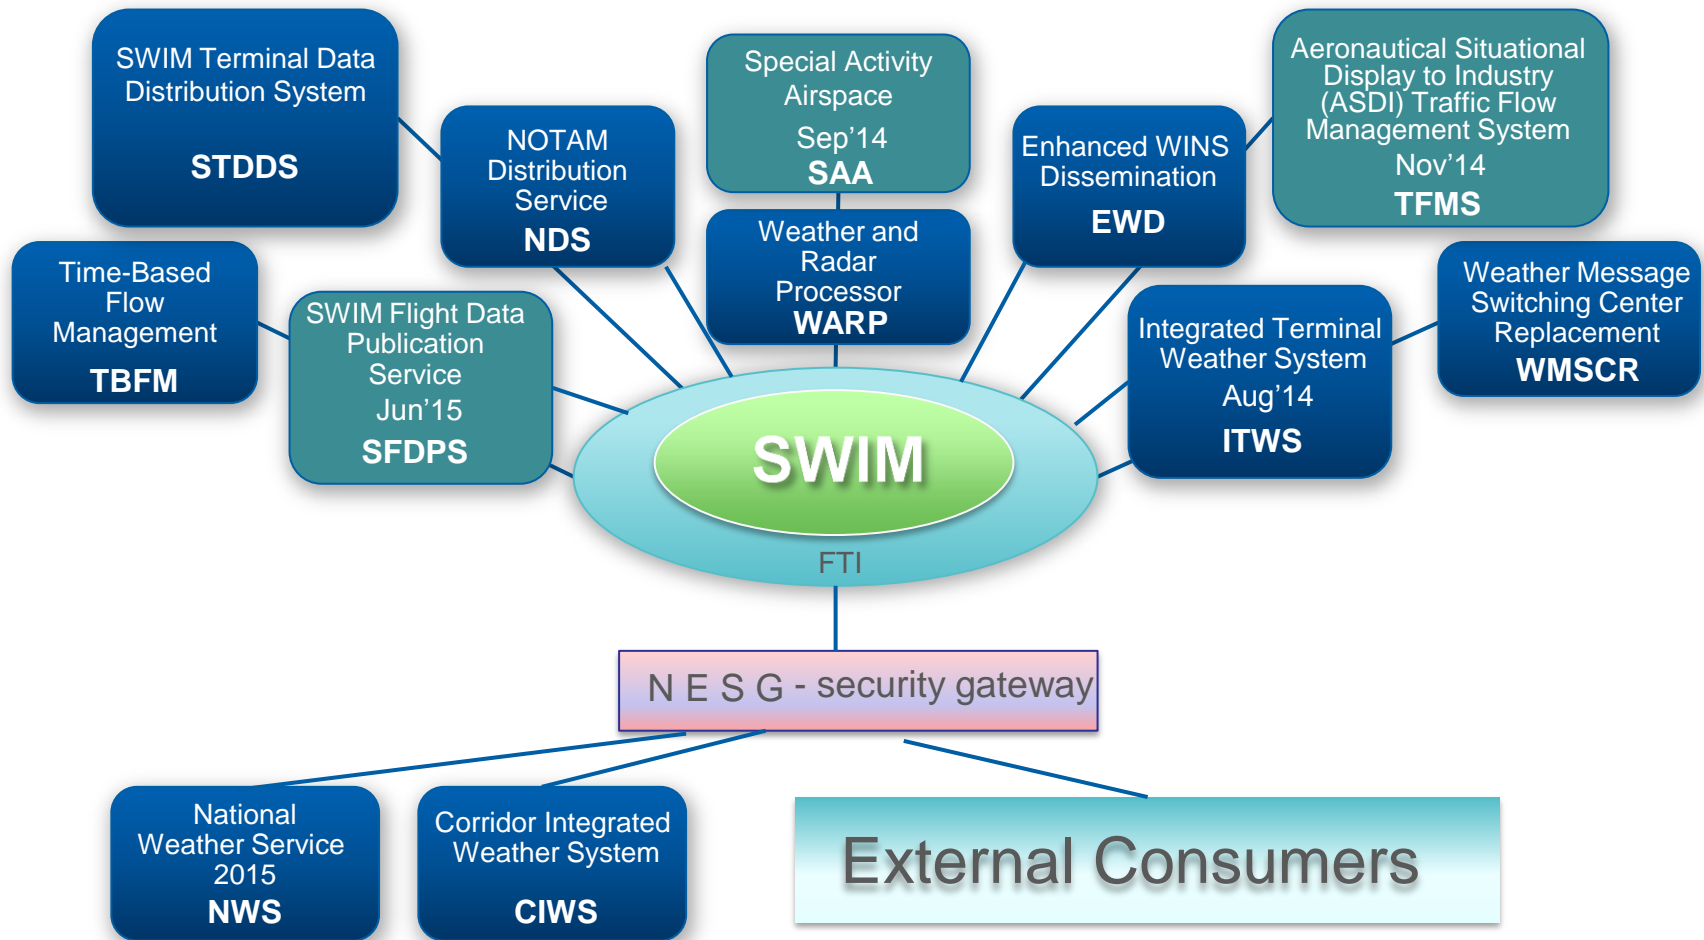 SWIM Terminal Data
Distribution System
STDDS
NOTAM
Distribution
Service
NDS
Special Activity
Airspace
Sep’14
SAA
Enhanced WINS
Dissemination
EWD
Aeronautical Situational
Display to Industry
(ASDI) Traffic Flow
Management System
Nov’14
TFMS
Time-Based
Flow
Management
TBFM
SWIM Flight Data
Publication
Service
Jun’15
SFDPS
Weather and
Radar
Processor
WARP
Integrated Terminal
Weather System
Aug’14
ITWS
Weather Message
Switching Center
Replacement
WMSCR
SWIM
FTI
N E S G - security gateway
National
Weather Service
2015
NWS
Corridor Integrated
Weather System
CIWS
External Consumers